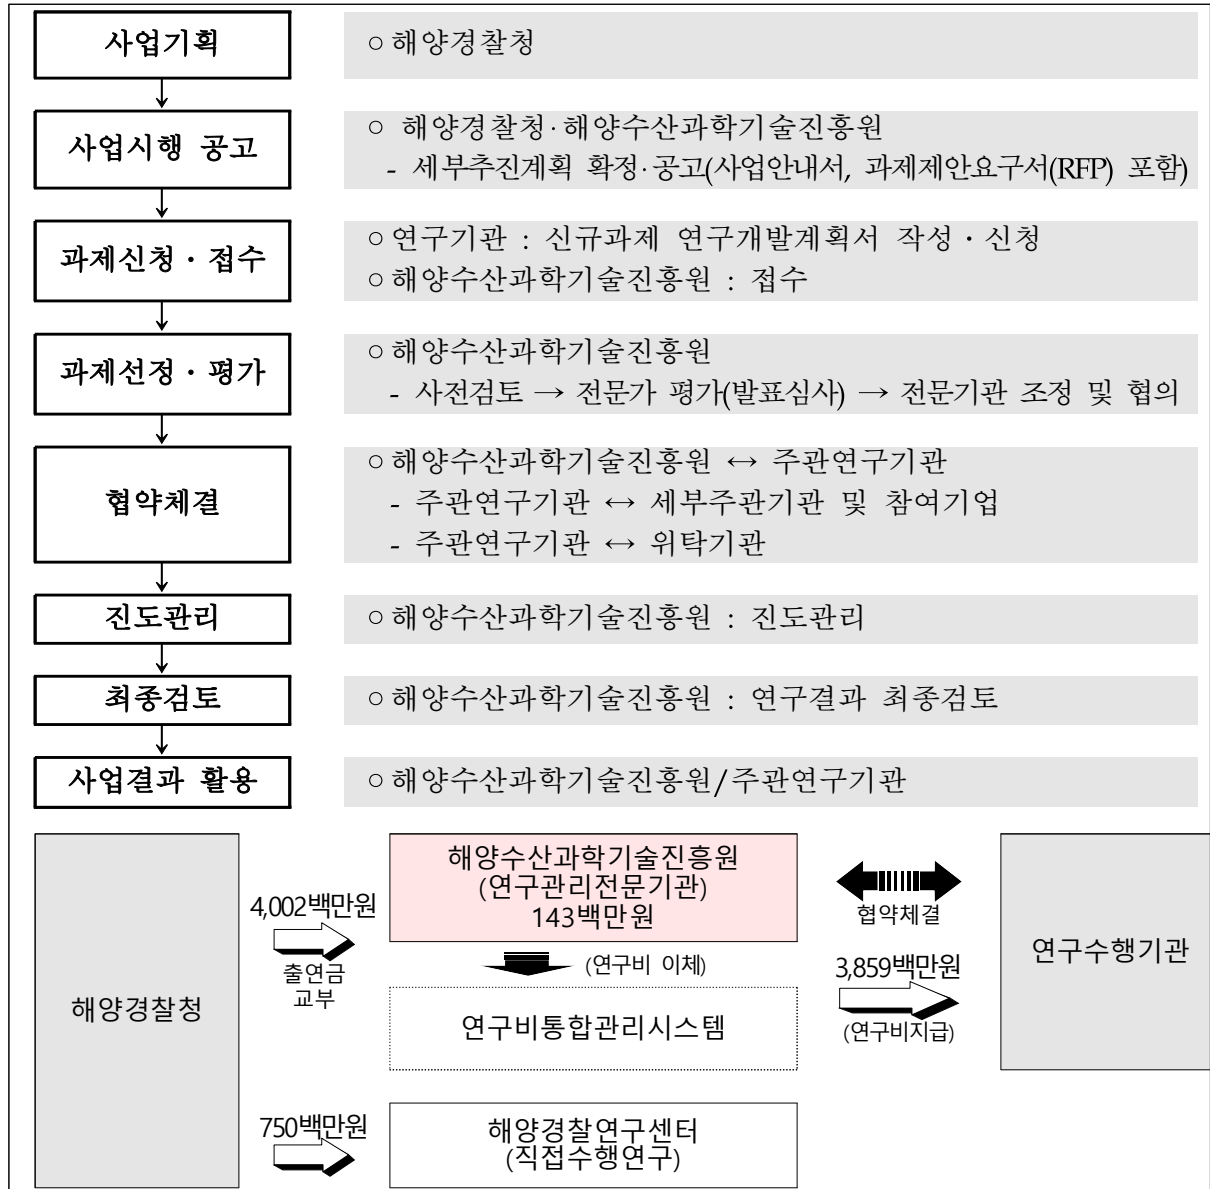 사업기획
○ 해양경찰청
사업시행 공고
○ 해양경찰청·해양수산과학기술진흥원
- 세부추진계획 확정·공고(사업안내서, 과제제안요구서(RFP) 포함)
과제신청·접수
○ 연구기관 : 신규과제 연구개발계획서 작성·신청
○ 해양수산과학기술진흥원 : 접수
과제선정·평가
○ 해양수산과학기술진흥원
- 사전검토 → 전문가 평가(발표심사) → 전문기관 조정 및 협의
협약체결
○ 해양수산과학기술진흥원 ↔ 주관연구기관
- 주관연구기관 ↔ 세부주관기관 및 참여기업
- 주관연구기관 ↔ 위탁기관
진도관리
○ 해양수산과학기술진흥원 : 진도관리
최종검토
○ 해양수산과학기술진흥원 : 연구결과 최종검토
사업결과 활용
○ 해양수산과학기술진흥원/주관연구기관
해양경찰청
4,002백만원
출연금
교부
해양수산과학기술진흥원
(연구관리전문기관)
143백만원
(연구비 이체)
연구비통합관리시스템
협약체결
3,859백만원
(연구비지급)
연구수행기관
750백만원
해양경찰연구센터
(직접수행연구)